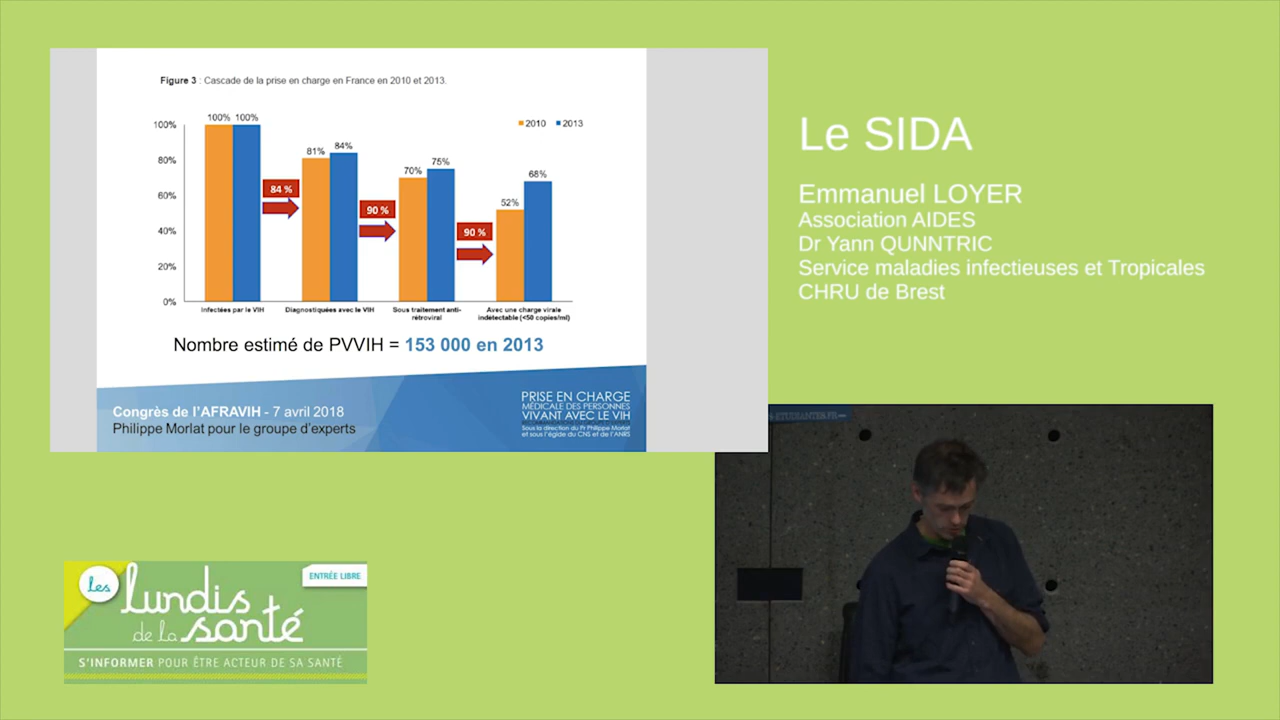 Figure 3 : Cascade de la prise en charge en France en 2010 et 2013.
2010 2013
100%
80%
60%
40%
20%
0%
100% 100%
81% 84%
70% 75%
52% 68%
84 %
90 %
90 %
Infectées par le VIH
Diagnostiquées avec le VIH
Sous traitement anti-
rétroviral
Avec une charge virale
indétectable (<50 copies/ml)
Nombre estimé de PVVIH = 153 000 en 2013
Congrès de l'AFRAVIH - 7 avril 2018
Philippe Morlat pour le groupe d'experts
PRISE EN CHARGE
MÉDICALE DES PERSONNES
VIVANT AVEC LE VIH
Sous la direction du Pr Philippe Morlat
et sous l'égide du CNS et de l'ANRS
Le SIDA
Emmanuel LOYER
Association AIDES
Dr Yann QUNNTRIC
Service maladies infectieuses et Tropicales
CHRU de Brest
les
lundis
de la santé
ENTRÉE LIBRE
S'INFORMER POUR ÊTRE ACTEUR DE SA SANTÉ